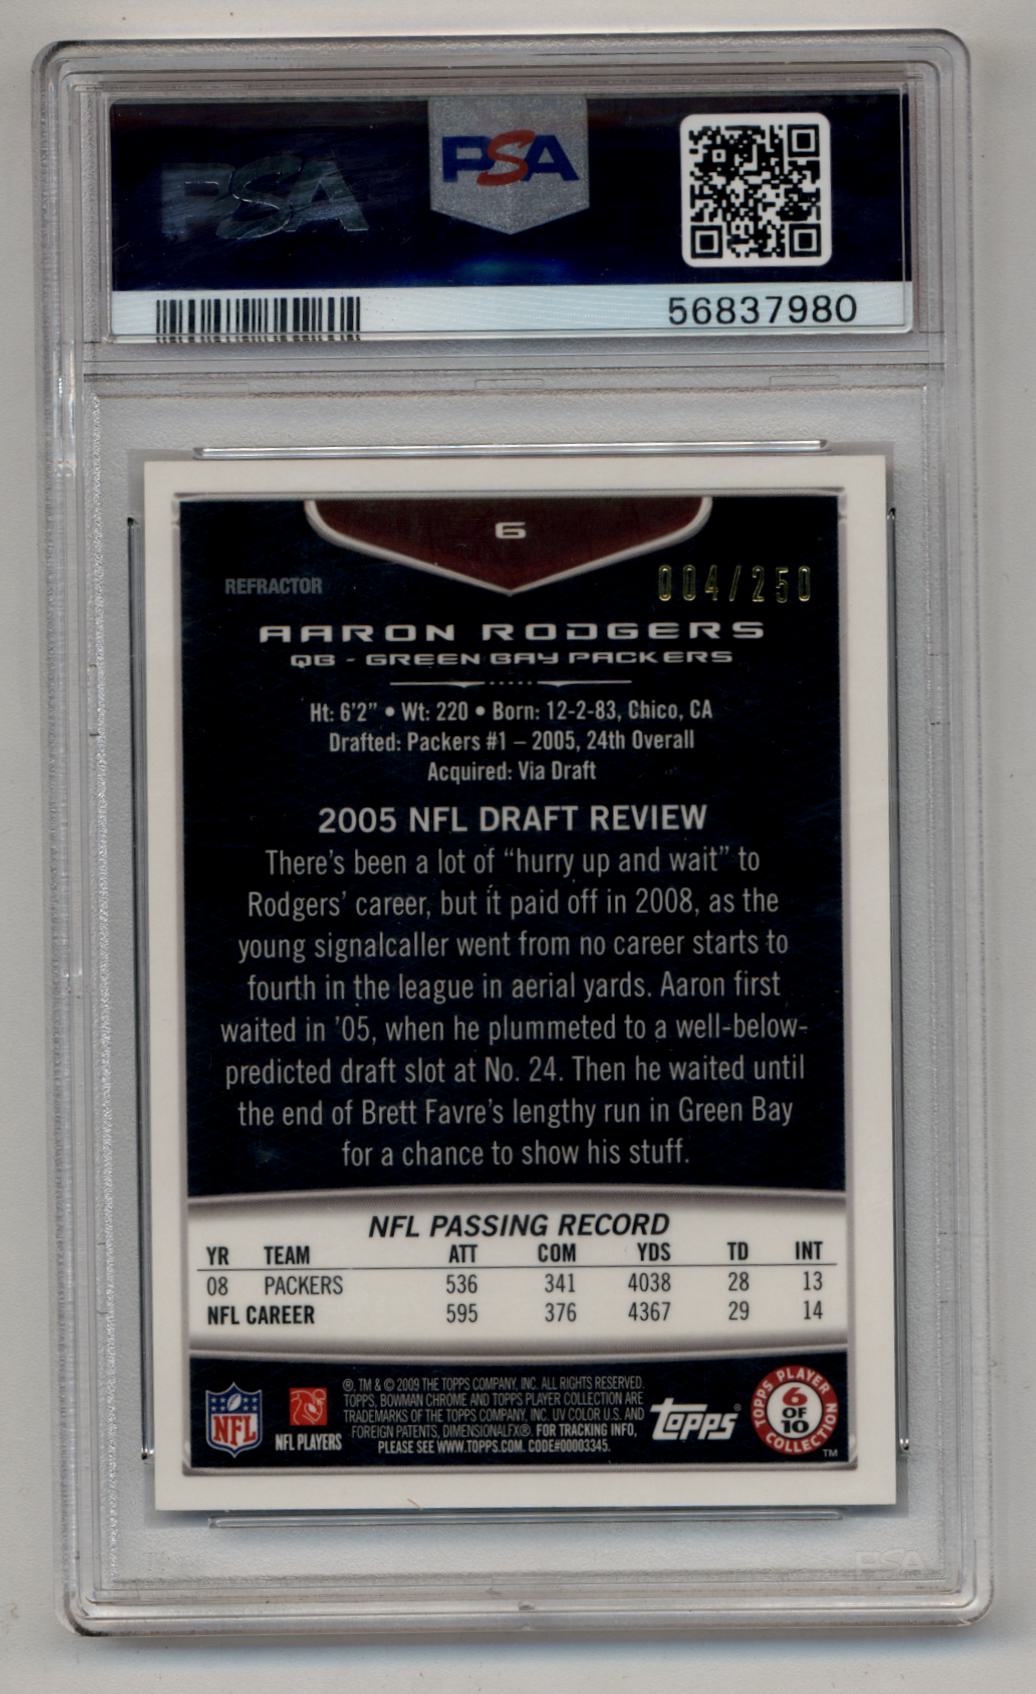 PSA
PSA
56837980
6
REFRACTOR
004/250
AARON RODGERS
QB - GREEN BAY PACKERS
Ht: 6'2" • Wt: 220 • Born: 12-2-83, Chico, CA
Drafted: Packers #1 – 2005, 24th Overall
Acquired: Via Draft
2005 NFL DRAFT REVIEW
There's been a lot of “hurry up and wait” to
Rodgers' career, but it paid off in 2008, as the
young signalcaller went from no career starts to
fourth in the league in aerial yards. Aaron first
waited in '05, when he plummeted to a well-below-
predicted draft slot at No. 24. Then he waited until
the end of Brett Favre's lengthy run in Green Bay
for a chance to show his stuff.
NFL PASSING RECORD
YR TEAM ATT COM YDS TD INT
08 PACKERS 536 341 4038 28 13
NFL CAREER 595 376 4367 29 14
NFL
NFL PLAYERS
®, TM & © 2009 THE TOPPS COMPANY, INC. ALL RIGHTS RESERVED.
TOPPS, BOWMAN CHROME AND TOPPS PLAYER COLLECTION ARE
TRADEMARKS OF THE TOPPS COMPANY, INC. UV COLOR U.S. AND
FOREIGN PATENTS, DIMENSIONALFX®. FOR TRACKING INFO,
PLEASE SEE WWW.TOPPS.COM. CODE#00003345.
topps®
TOPPS PLAYER
6
OF
10
COLLECTION
TM
PSA